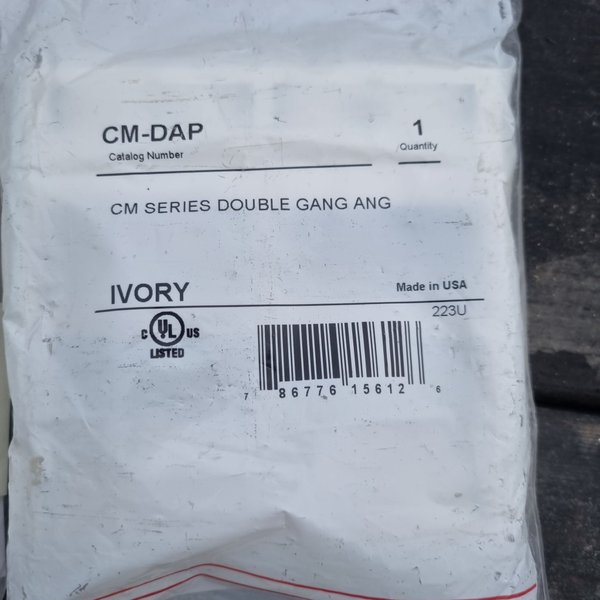 CM-DAP 1
Catalog Number Quantity
CM SERIES DOUBLE GANG ANG
IVORY Made in USA
223U
C UL US
LISTED
7 86776 15612 6